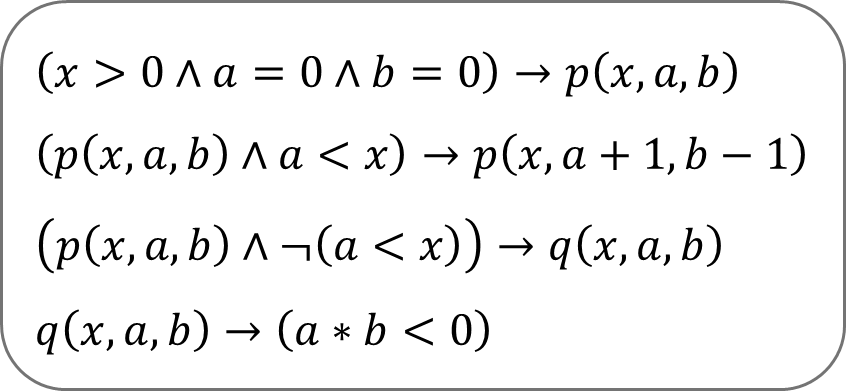 (x > 0 ∧ a = 0 ∧ b = 0) → p(x, a, b)
(p(x, a, b) ∧ a < x) → p(x, a + 1, b − 1)
(p(x, a, b) ∧ ¬(a < x)) → q(x, a, b)
q(x, a, b) → (a ∗ b < 0)